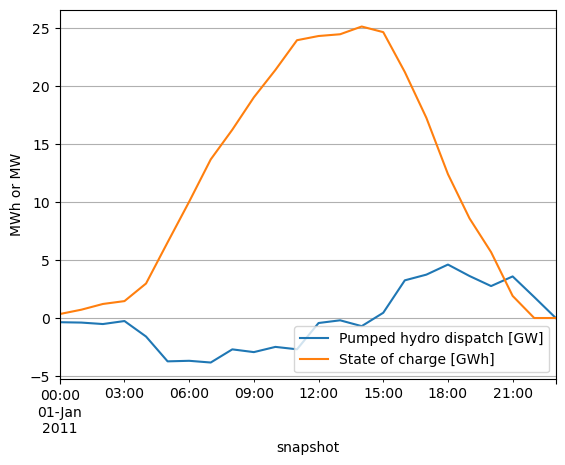 25
20
15
10
5
0
−5
MWh or MW
Pumped hydro dispatch [GW]
State of charge [GWh]
00:00 03:00 06:00 09:00 12:00 15:00 18:00 21:00
01-Jan
2011
snapshot